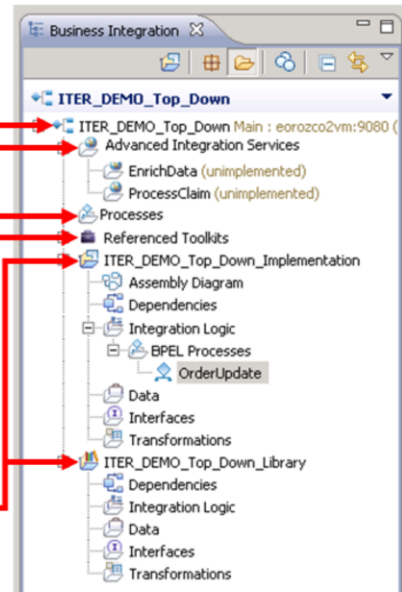 Business Integration
ITER_DEMO_Top_Down
ITER_DEMO_Top_Down Main : eorozco2vm:9080 (
Advanced Integration Services
EnrichData (unimplemented)
ProcessClaim (unimplemented)
Processes
Referenced Toolkits
ITER_DEMO_Top_Down_Implementation
Assembly Diagram
Dependencies
Integration Logic
BPEL Processes
OrderUpdate
Data
Interfaces
Transformations
ITER_DEMO_Top_Down_Library
Dependencies
Integration Logic
Data
Interfaces
Transformations